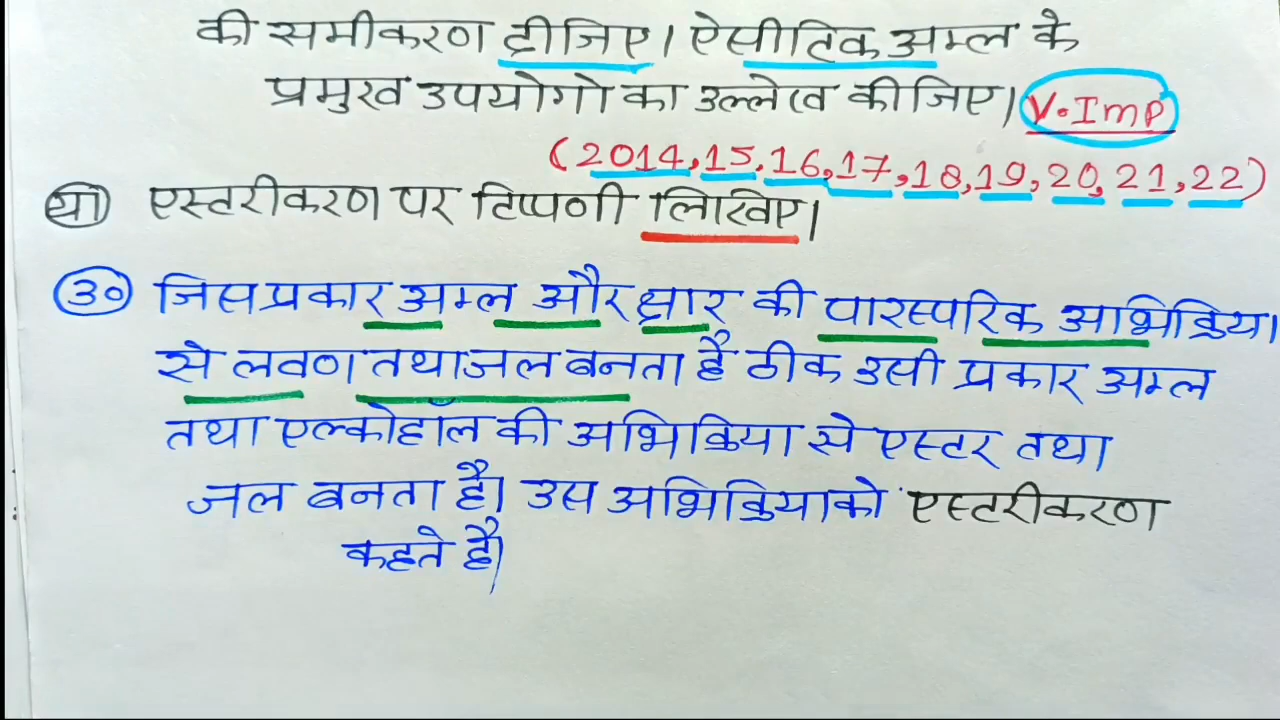 की समीकरण दीजिए। ऐसीटिक अम्ल के
प्रमुख उपयोगो का उल्लेख कीजिए। V.Imp
(2014,15,16,17,18,19,20,21,22)
या एस्टरीकरण पर टिप्पणी लिखिए।
उ० जिस प्रकार अम्ल और क्षार की पारस्परिक अभिक्रिया
से लवण तथा जल बनता है ठीक उसी प्रकार अम्ल
तथा एल्कोहॉल की अभिक्रिया से एस्टर तथा
जल बनता है। उस अभिक्रिया को एस्टरीकरण
कहते है।